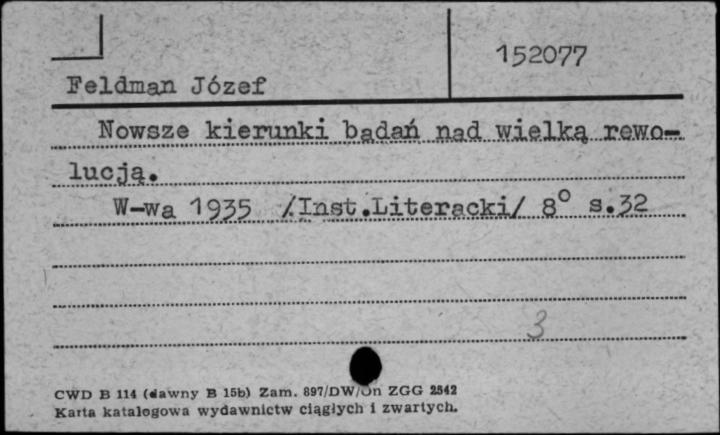 152077
Feldman Józef
Nowsze kierunki badań nad wielką rewo-
lucją.
W-wa 1935 /Inst.Literacki/ 8° s.32
3
CWD B 114 (dawny B 15b) Zam. 897/DW/On ZGG 2542
Karta katalogowa wydawnictw ciągłych i zwartych.